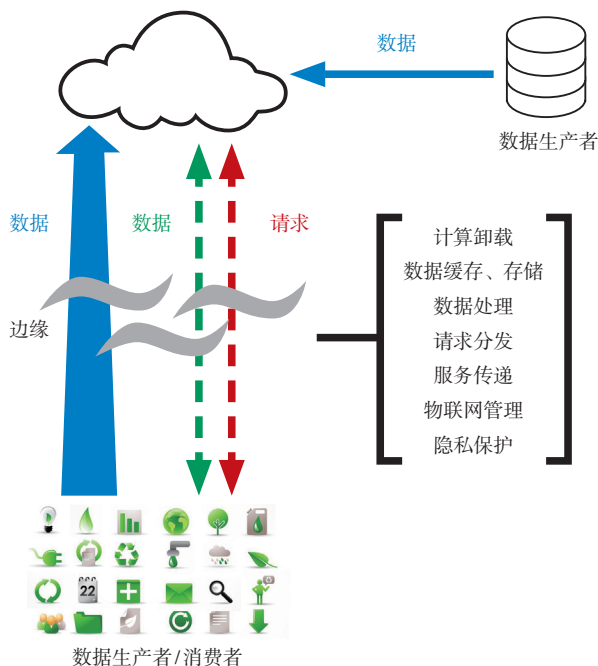 数据
数据生产者
数据
数据
请求
边缘
计算卸载
数据缓存、存储
数据处理
请求分发
服务传递
物联网管理
隐私保护
22
数据生产者/消费者